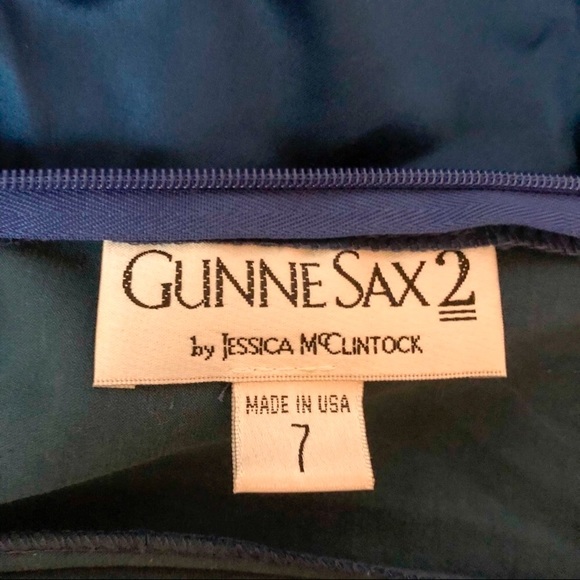 GUNNE SAX 2
by JESSICA McCLINTOCK
MADE IN USA
7